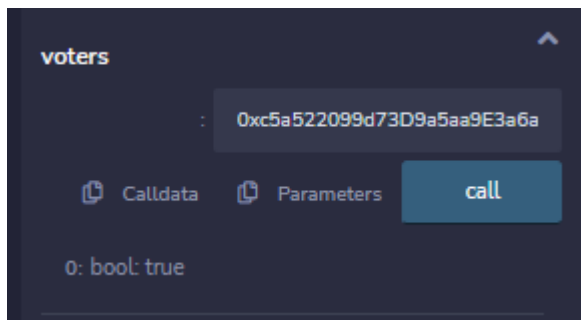 voters
:
0xc5a522099d73D9a5aa9E3a6a
Calldata
Parameters
call
0: bool: true